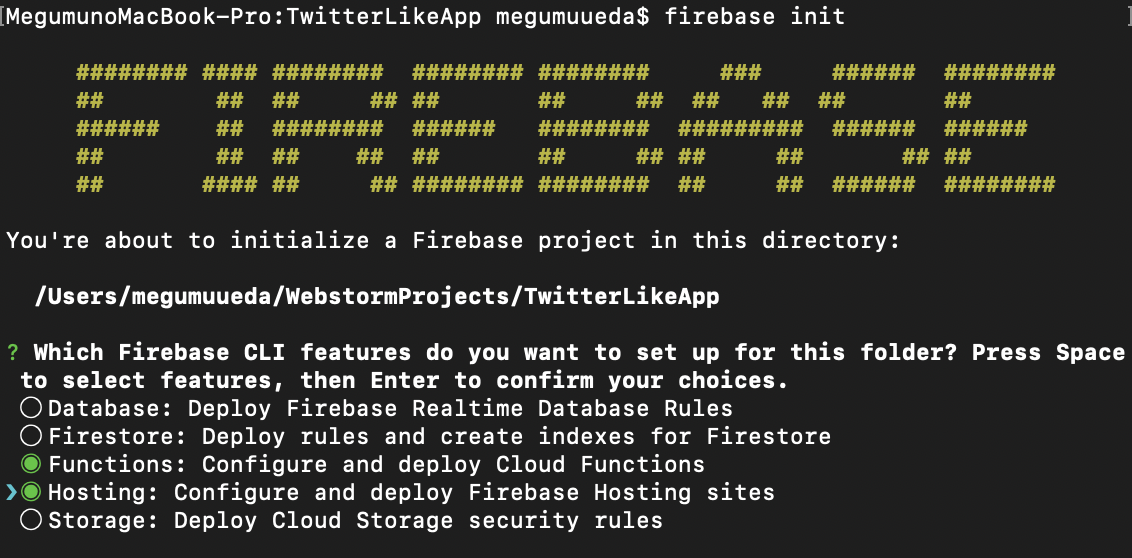 [MegumunoMacBook-Pro:TwitterLikeApp megumuueda$ firebase init ]
######## #### ########  ######## ########     ###     ######  ########
##        ##  ##     ## ##       ##     ##  ##   ##  ##       ##
######    ##  ########  ######   ########  #########  ######  ######
##        ##  ##    ##  ##       ##     ## ##     ##       ## ##
##       #### ##     ## ######## ########  ##     ##  ######  ########
You're about to initialize a Firebase project in this directory:
/Users/megumuueda/WebstormProjects/TwitterLikeApp
? Which Firebase CLI features do you want to set up for this folder? Press Space
to select features, then Enter to confirm your choices.
◯ Database: Deploy Firebase Realtime Database Rules
◯ Firestore: Deploy rules and create indexes for Firestore
◉ Functions: Configure and deploy Cloud Functions
❯◉ Hosting: Configure and deploy Firebase Hosting sites
◯ Storage: Deploy Cloud Storage security rules